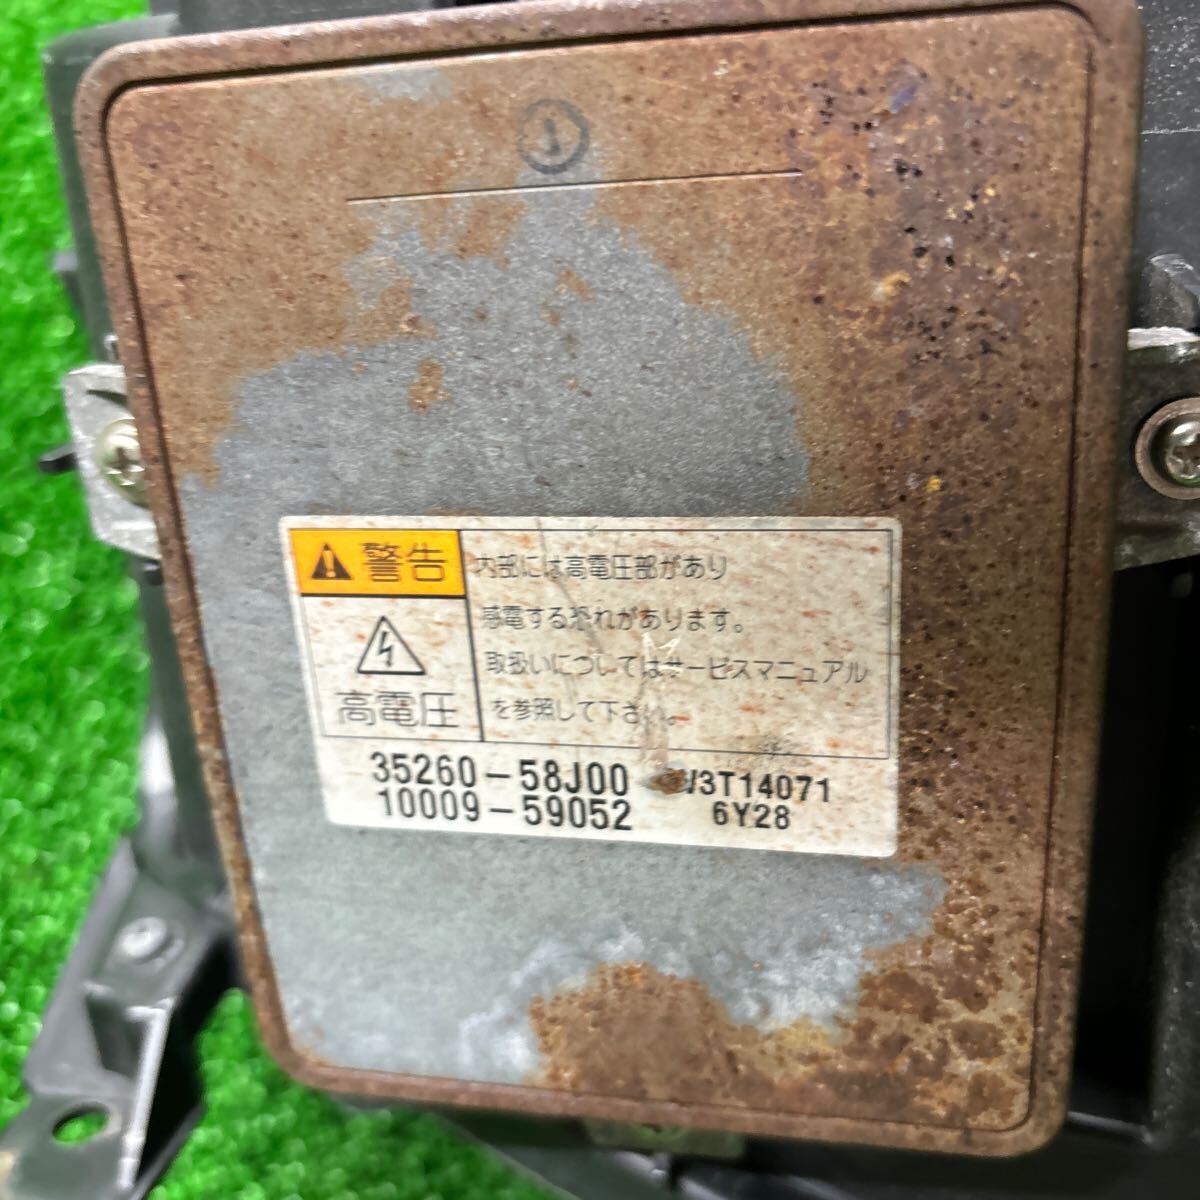 警告
内部には高電圧部があり
感電する恐れがあります。
取扱いについてはサービスマニュアル
を参照して下さい。
高電圧
35260-58J00
10009-59052
W3T14071
6Y28